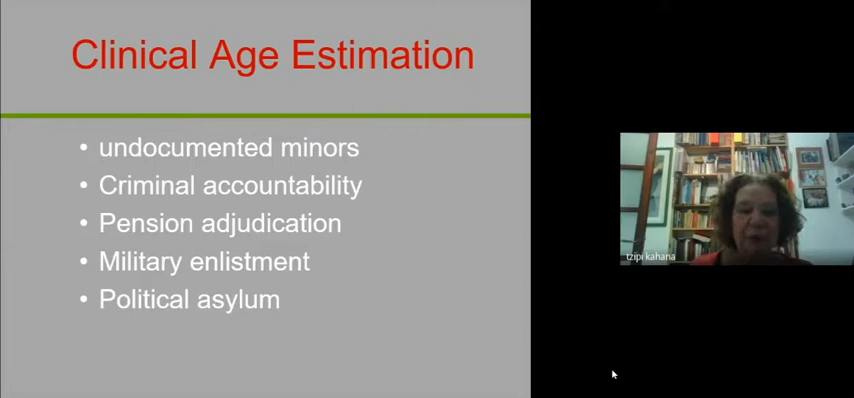 Clinical Age Estimation
• undocumented minors
• Criminal accountability
• Pension adjudication
• Military enlistment
• Political asylum
tzipi kahana